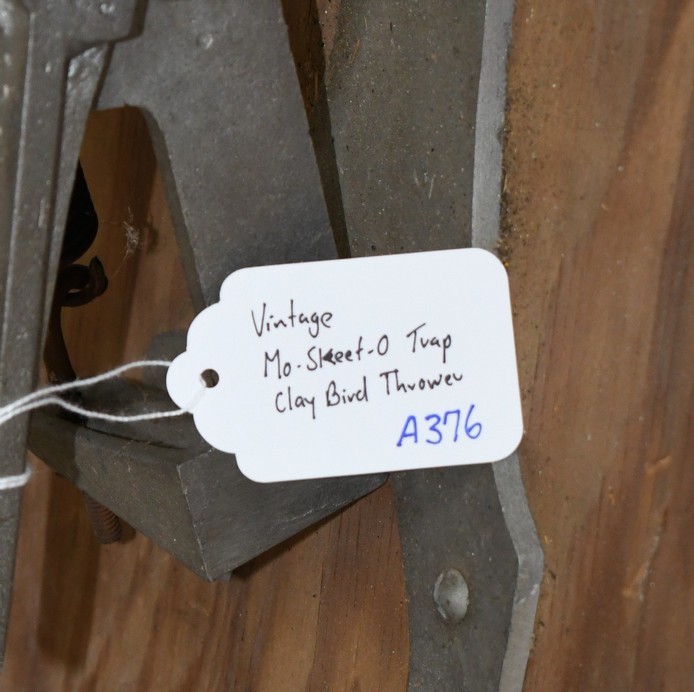 Vintage
Mo-Skeet-O Trap
Clay Bird Thrower
A376